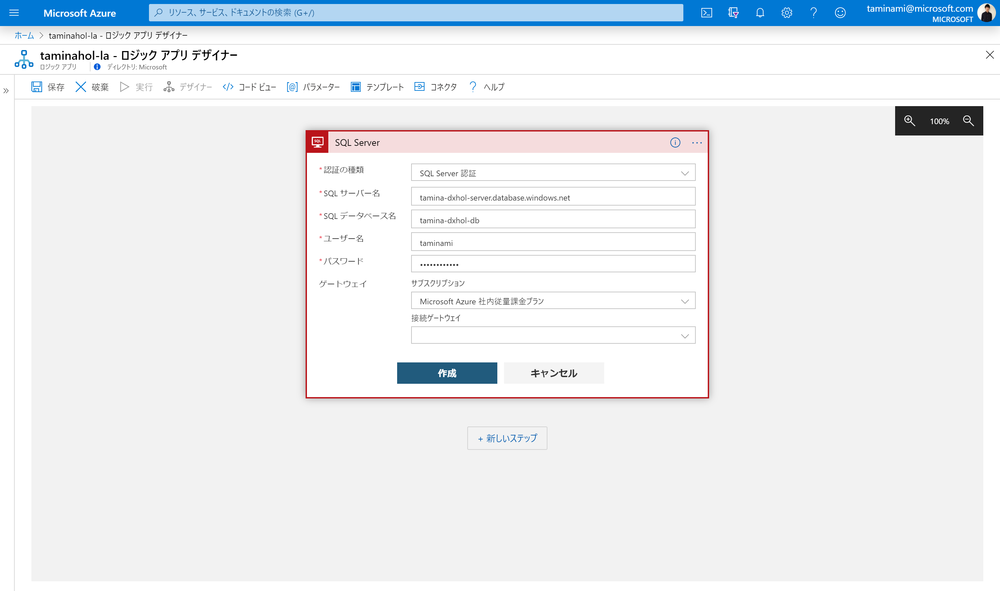 Microsoft Azure
リソース、サービス、ドキュメントの検索 (G+/)
taminami@microsoft.com
MICROSOFT
ホーム > taminahol-la - ロジック アプリ デザイナー
taminahol-la - ロジック アプリ デザイナー
ロジック アプリ
ディレクトリ: Microsoft
保存
破棄
実行
デザイナー
コード ビュー
パラメーター
テンプレート
コネクタ
ヘルプ
100%
SQL
SQL Server
*認証の種類
SQL Server 認証
*SQL サーバー名
tamina-dxhol-server.database.windows.net
*SQL データベース名
tamina-dxhol-db
*ユーザー名
taminami
*パスワード
••••••••••••
ゲートウェイ
サブスクリプション
Microsoft Azure 社内従量課金プラン
接続ゲートウェイ
作成
キャンセル
+ 新しいステップ